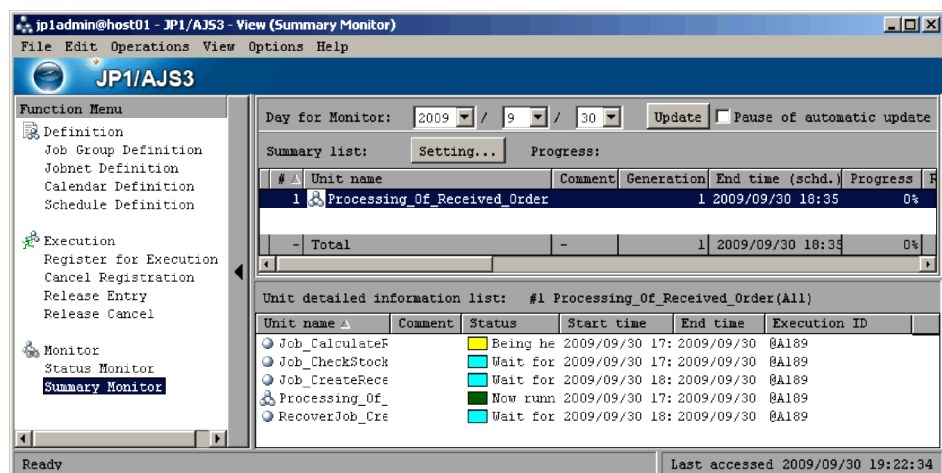 jp1admin@host01 - JP1/AJS3 - View (Summary Monitor)
File Edit Operations View Options Help
JP1/AJS3
Function Menu
Definition
Job Group Definition
Jobnet Definition
Calendar Definition
Schedule Definition
Execution
Register for Execution
Cancel Registration
Release Entry
Release Cancel
Monitor
Status Monitor
Summary Monitor
Day for Monitor: 2009 / 9 / 30 Update Pause of automatic update
Summary list: Setting... Progress:
# Unit name Comment Generation End time (schd.) Progress R
1 Processing_Of_Received_Order 1 2009/09/30 18:35 0%
- Total - 1 2009/09/30 18:35 0%
Unit detailed information list: #1 Processing_Of_Received_Order(All)
Unit name Comment Status Start time End time Execution ID
Job_CalculateF Being he 2009/09/30 17: 2009/09/30 @A189
Job_CheckStock Wait for 2009/09/30 17: 2009/09/30 @A189
Job_CreateRece Wait for 2009/09/30 18: 2009/09/30 @A189
Processing_Of_ Now runn 2009/09/30 17: 2009/09/30 @A189
RecoverJob_Cre Wait for 2009/09/30 18: 2009/09/30 @A189
Ready Last accessed 2009/09/30 19:22:34